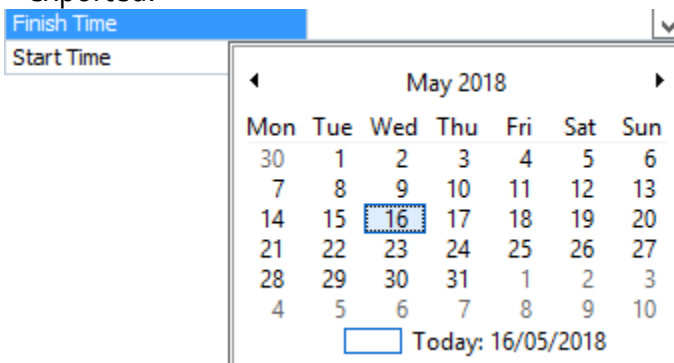 exported.
Finish Time
Start Time
May 2018
Mon Tue Wed Thu Fri Sat Sun
30 1 2 3 4 5 6
7 8 9 10 11 12 13
14 15 16 17 18 19 20
21 22 23 24 25 26 27
28 29 30 31 1 2 3
4 5 6 7 8 9 10
Today: 16/05/2018